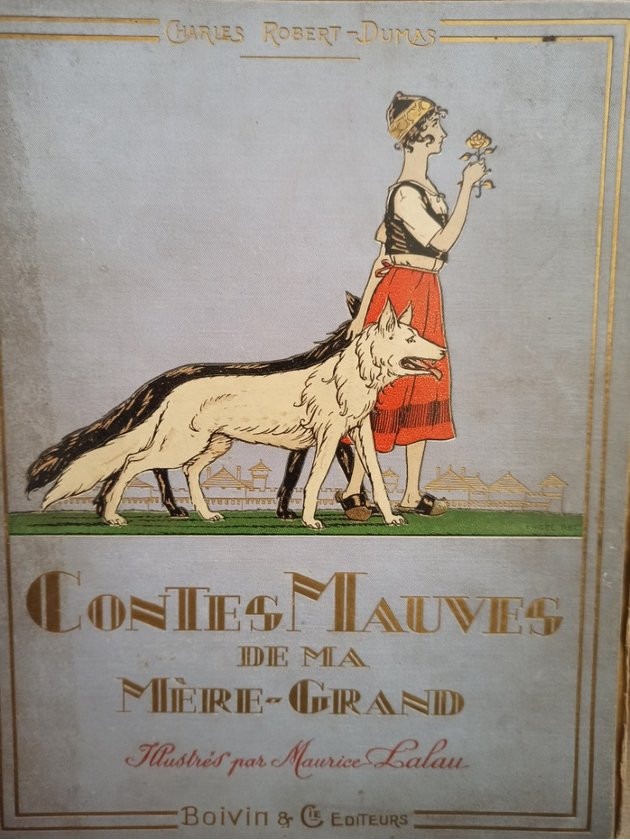 Charles Robert-Dumas
Contes Mauves
de ma
Mère-Grand
Illustrés par Maurice Lalau
Boivin & Cie Editeurs